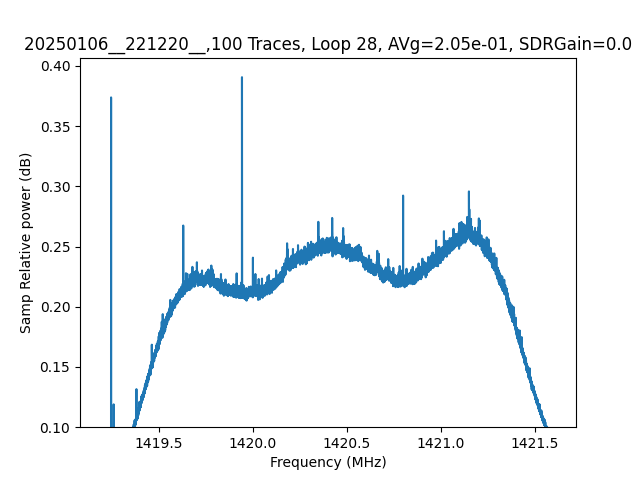 20250106__221220__,100 Traces, Loop 28, AVg=2.05e-01, SDRGain=0.0
0.40
0.35
0.30
0.25
0.20
0.15
0.10
Samp Relative power (dB)
1419.5 1420.0 1420.5 1421.0 1421.5
Frequency (MHz)